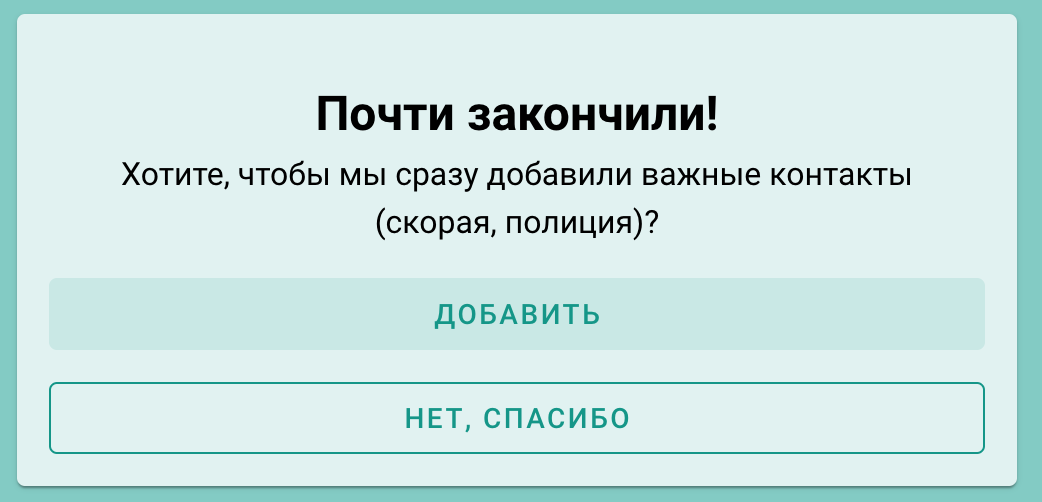 Почти закончили!
Хотите, чтобы мы сразу добавили важные контакты
(скорая, полиция)?
ДОБАВИТЬ
НЕТ, СПАСИБО